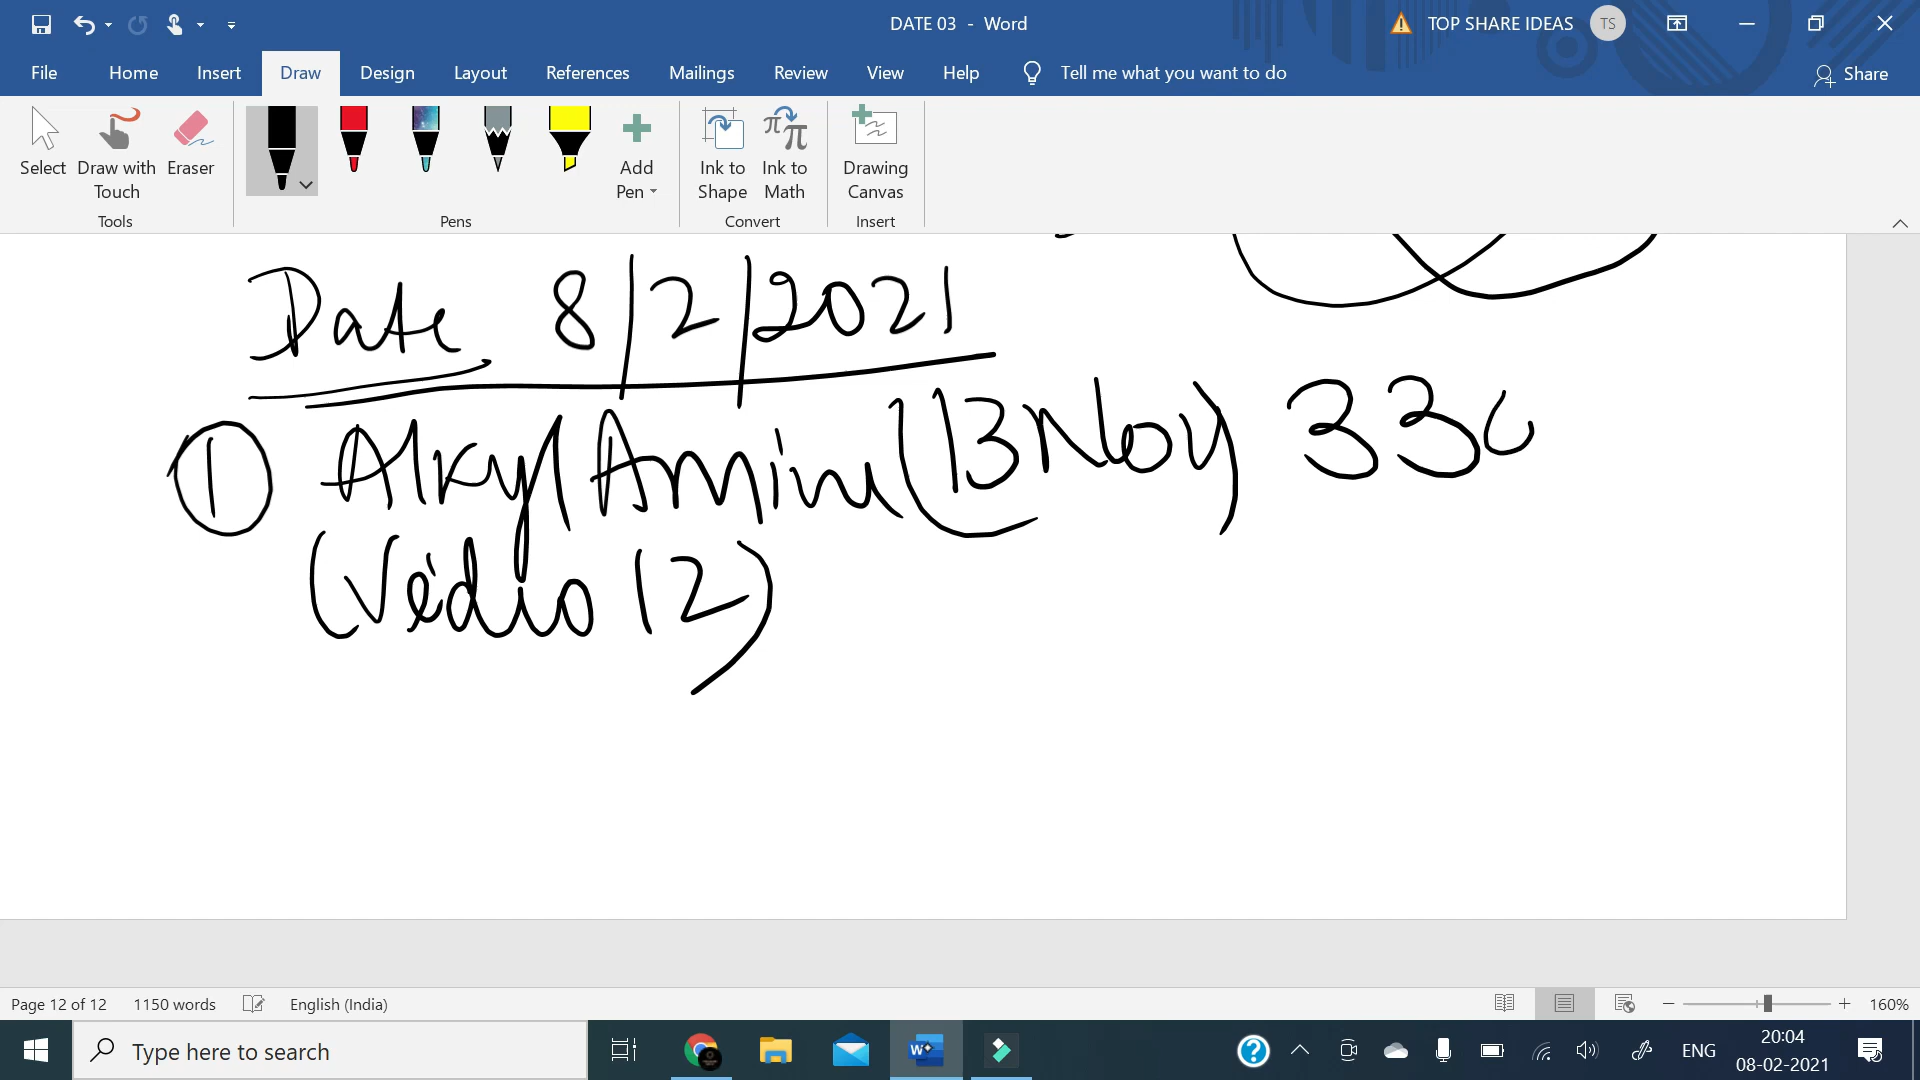 DATE 03 - Word
TOP SHARE IDEAS TS
File Home Insert Draw Design Layout References Mailings Review View Help Tell me what you want to do Share
Select Draw with Touch Eraser Add Pen Ink to Shape Ink to Math Drawing Canvas
Tools Pens Convert Insert
Date 8/2/2021
1 Alkyl Amine (13 Nov) 33
(Vedio 12)
Page 12 of 12 1150 words English (India) 160%
Type here to search ENG 20:04
08-02-2021